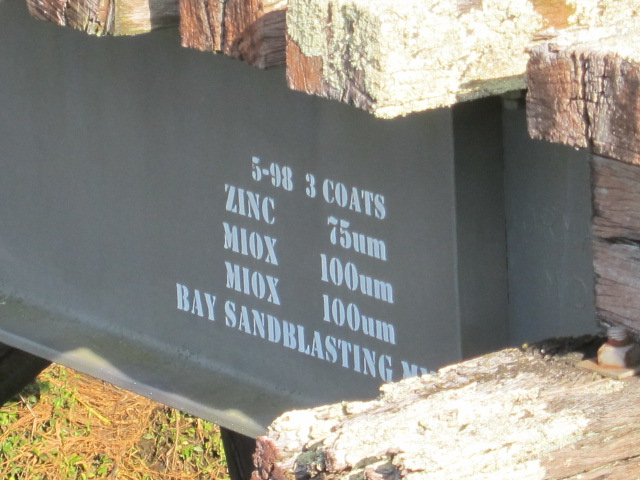 5-98 3 COATS
ZINC 75um
MIOX 100um
MIOX 100um
BAY SANDBLASTING